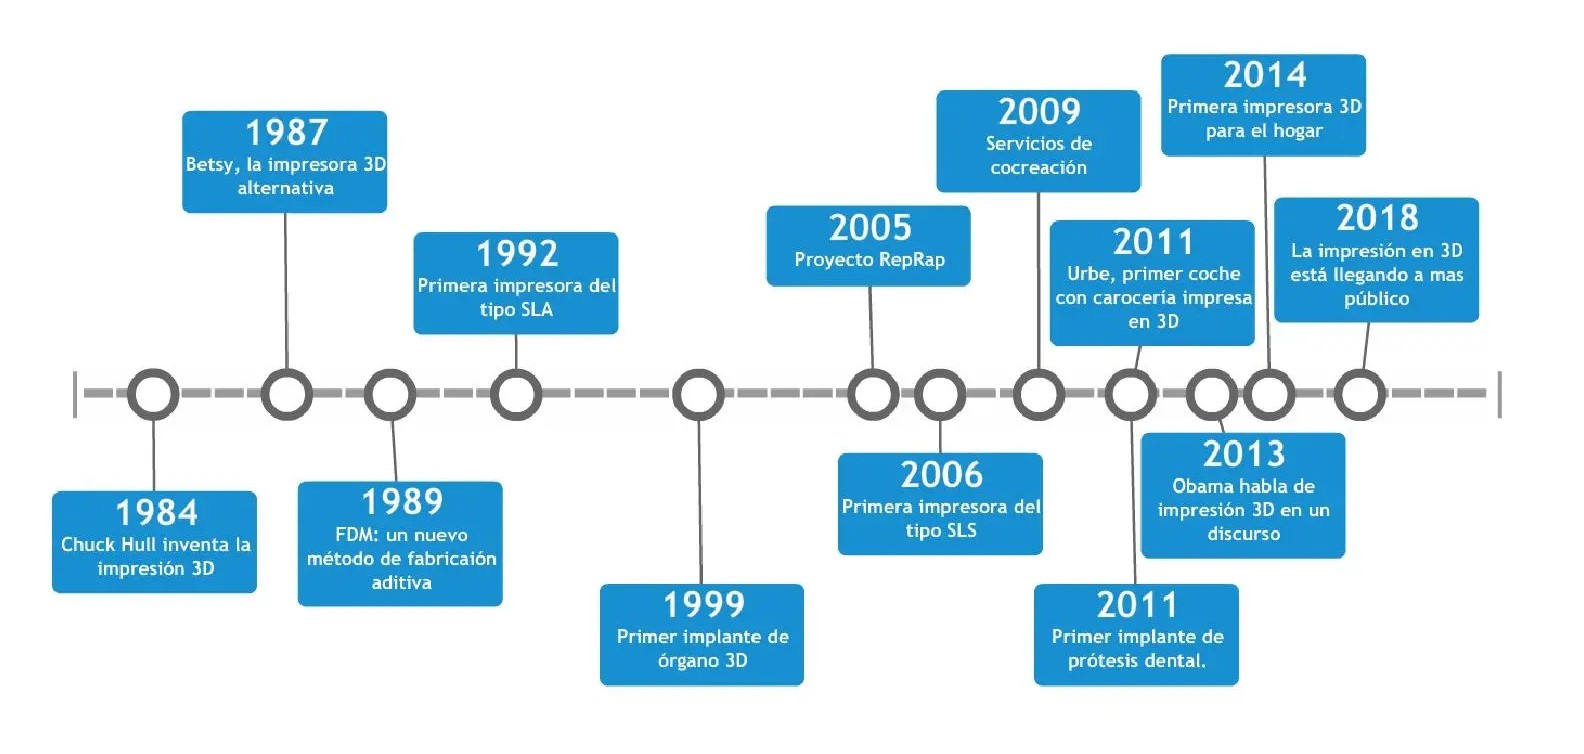 1984
Chuck Hull inventa la
impresión 3D
1987
Betsy, la impresora 3D
alternativa
1989
FDM: un nuevo
método de fabricaión
aditiva
1992
Primera impresora del
tipo SLA
1999
Primer implante de
órgano 3D
2005
Proyecto RepRap
2006
Primera impresora del
tipo SLS
2009
Servicios de
cocreación
2011
Urbe, primer coche
con carocería impresa
en 3D
2011
Primer implante de
prótesis dental.
2013
Obama habla de
impresión 3D en un
discurso
2014
Primera impresora 3D
para el hogar
2018
La impresión en 3D
está llegando a mas
público